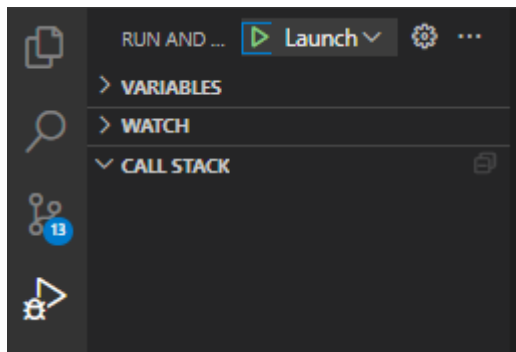 RUN AND ... Launch
VARIABLES
WATCH
CALL STACK
13